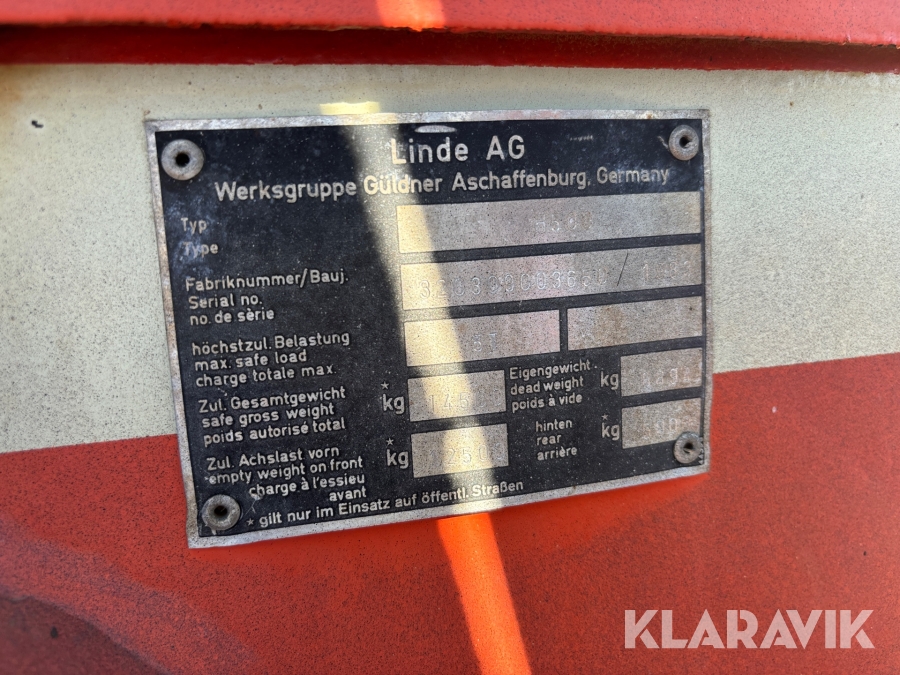 Linde AG
Werksgruppe Güldner Aschaffenburg, Germany
Typ
Type
Fabriknummer/Bauj.
Serial no.
no. de sèrie
höchstzul. Belastung
max. safe load
charge totale max.
Zul. Gesamtgewicht
safe gross weight
poids autorisé total
* kg
Eigengewicht
dead weight
poids à vide
kg
Zul. Achslast vorn
empty weight on front
charge à l'essieu
avant
* kg
hinten
rear
arrière
* kg
* gilt nur im Einsatz auf öffentl. Straßen
KLARAVIK